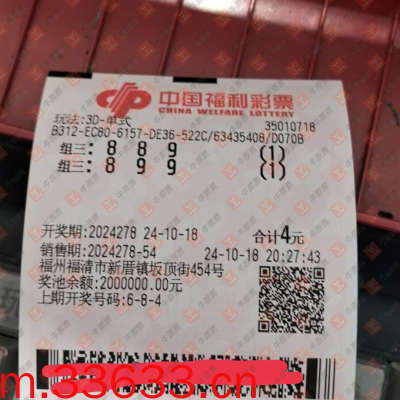 中国福利彩票
CHINA WELFARE LOTTERY
玩法:3D-单式 35010718
B312-EC80-6157-DE36-522C/63435408/D070B
组三: 8 8 9 (1)
组三: 8 9 9 (1)
开奖期:2024278 24-10-18 合计4元
销售期:2024278-54 24-10-18 20:27:43
福州福清市新厝镇坂顶街454号
奖池余额:2000000.00元
上期开奖号码:6-8-4
m.33633.cn